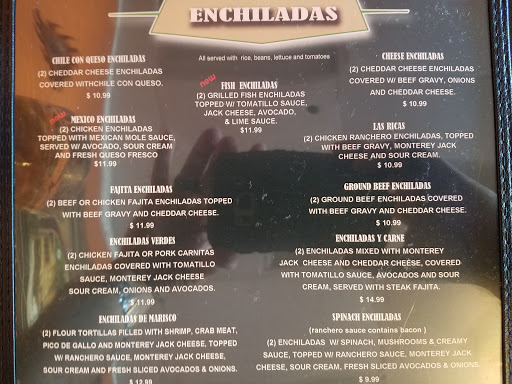 ENCHILADAS
All served with rice, beans, lettuce and tomatoes
CHILE CON QUESO ENCHILADAS
(2) CHEDDAR CHEESE ENCHILADAS
COVERED WITHCHILE CON QUESO.
$ 10.99
new
MEXICO ENCHILADAS
(2) CHICKEN ENCHILADAS
TOPPED WITH MEXICAN MOLE SAUCE,
SERVED W/ AVOCADO, SOUR CREAM
AND FRESH QUESO FRESCO
$11.99
new
FISH ENCHILADAS
(2) GRILLED FISH ENCHILADAS
TOPPED W/ TOMATILLO SAUCE,
JACK CHEESE, AVOCADO,
& LIME SAUCE.
$11.99
CHEESE ENCHILADAS
(2) CHEDDAR CHEESE ENCHILADAS
COVERED W/ BEEF GRAVY, ONIONS
AND CHEDDAR CHEESE.
$ 10.99
LAS RICAS
(2) CHICKEN RANCHERO ENCHILADAS, TOPPED
WITH BEEF GRAVY, MONTEREY JACK
CHEESE AND SOUR CREAM.
$ 10.99
FAJITA ENCHILADAS
(2) BEEF OR CHICKEN FAJITA ENCHILADAS TOPPED
WITH BEEF GRAVY AND CHEDDAR CHEESE.
$ 11.99
GROUND BEEF ENCHILADAS
(2) GROUND BEEF ENCHILADAS COVERED
WITH BEEF GRAVY AND CHEDDAR CHEESE.
$ 10.99
ENCHILADAS VERDES
(2) CHICKEN FAJITA OR PORK CARNITAS
ENCHILADAS COVERED WITH TOMATILLO
SAUCE, MONTEREY JACK CHEESE
SOUR CREAM, ONIONS AND AVOCADOS.
$ 11.99
ENCHILADAS Y CARNE
(2) ENCHILADAS MIXED WITH MONTEREY
JACK CHEESE AND CHEDDAR CHEESE, COVERED
WITH TOMATILLO SAUCE, AVOCADOS AND SOUR
CREAM, SERVED WITH STEAK FAJITA.
$ 14.99
ENCHILADAS DE MARISCO
(2) FLOUR TORTILLAS FILLED WITH SHRIMP, CRAB MEAT,
PICO DE GALLO AND MONTEREY JACK CHEESE, TOPPED
W/ RANCHERO SAUCE, MONTEREY JACK CHEESE,
SOUR CREAM AND FRESH SLICED AVOCADOS & ONIONS.
$ 12.99
SPINACH ENCHILADAS
(ranchero sauce contains bacon )
(2) ENCHILADAS W/ SPINACH, MUSHROOMS & CREAMY
SAUCE, TOPPED W/ RANCHERO SAUCE, MONTEREY JACK
CHEESE, SOUR CREAM, FRESH SLICED AVOCADOS & ONIONS.
$ 9.99